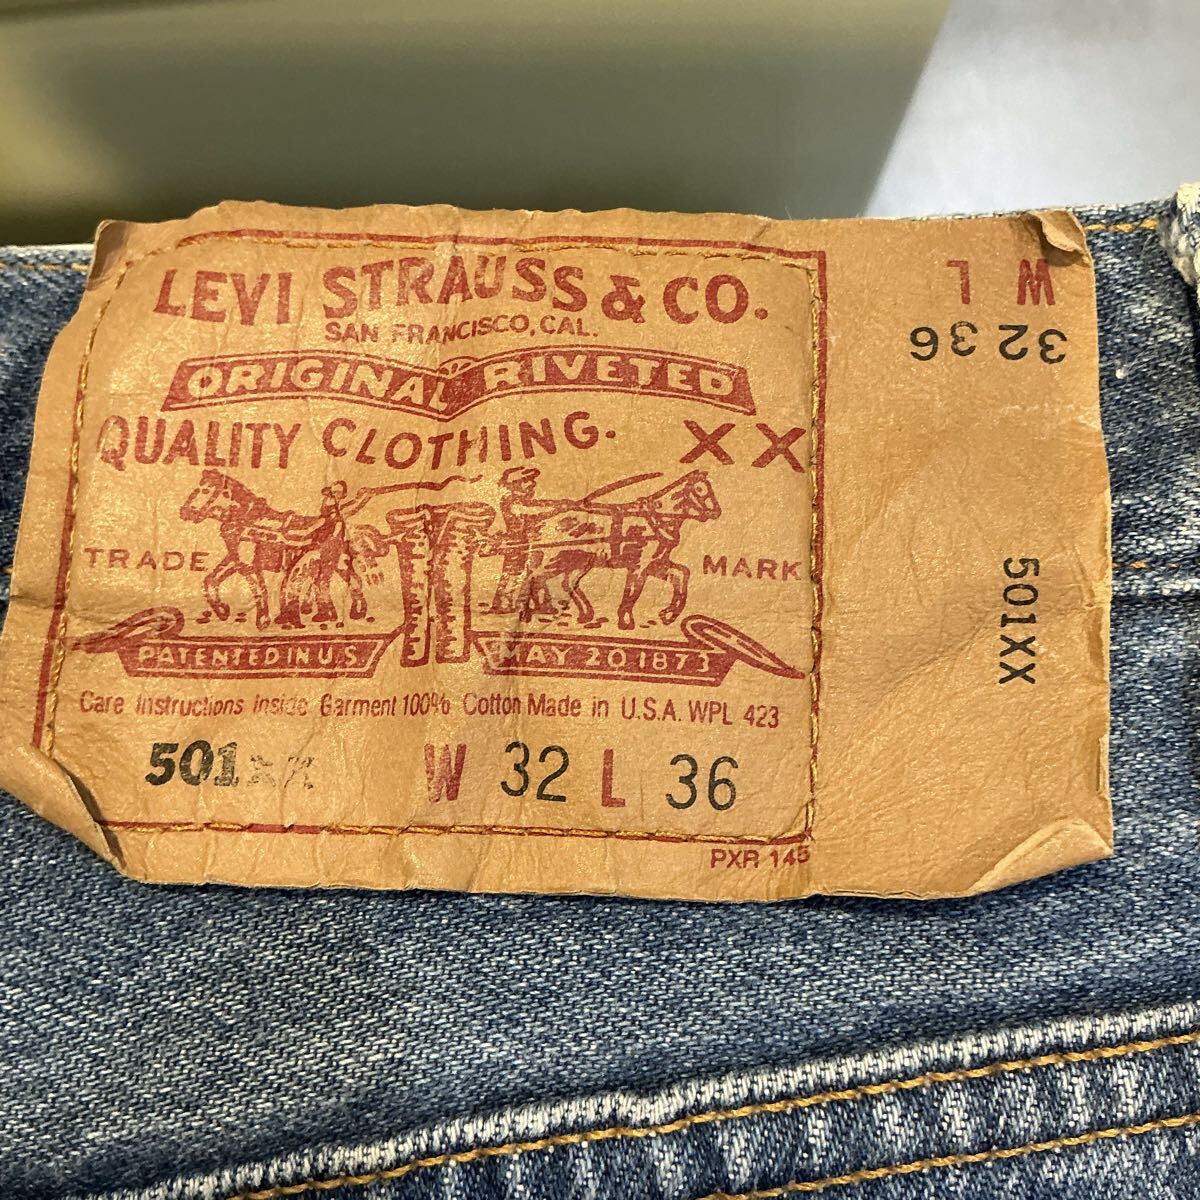 LEVI STRAUSS & CO.
SAN FRANCISCO, CAL.
ORIGINAL RIVETED
QUALITY CLOTHING. XX
TRADE MARK
PATENTED IN U.S. MAY 20 1873
Care Instructions Inside Garment 100% Cotton Made in U.S.A. WPL 423
501XX W 32 L 36
PXR 145
W L
32 36
501XX